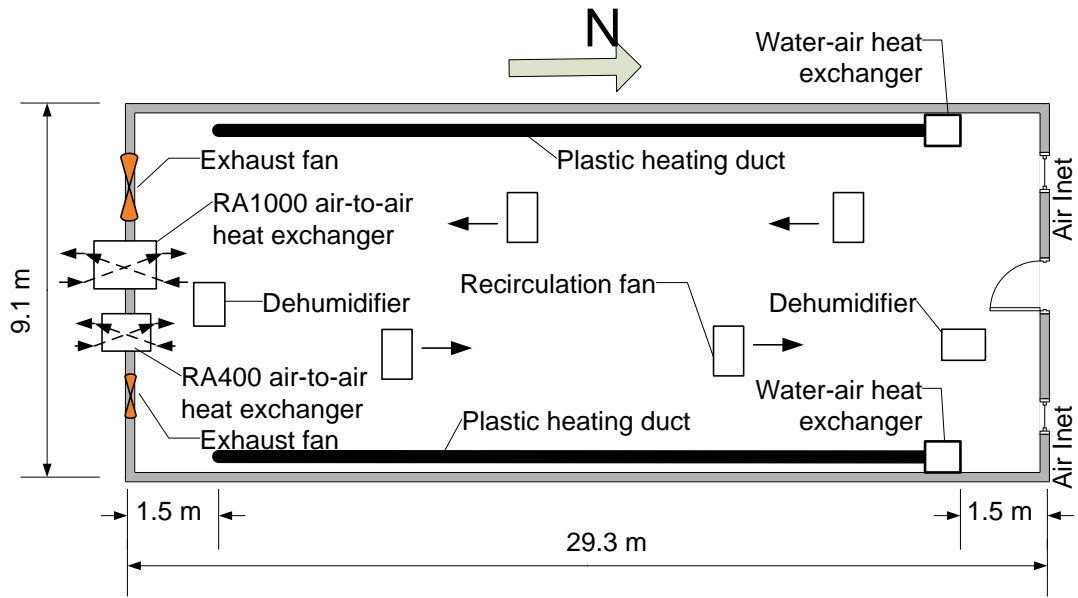 N
Water-air heat
exchanger
Exhaust fan
Plastic heating duct
RA1000 air-to-air
heat exchanger
Air Inet
9.1 m
Dehumidifier
Recirculation fan
Dehumidifier
RA400 air-to-air
heat exchanger
Exhaust fan
Plastic heating duct
Water-air heat
exchanger
Air Inet
1.5 m
1.5 m
29.3 m